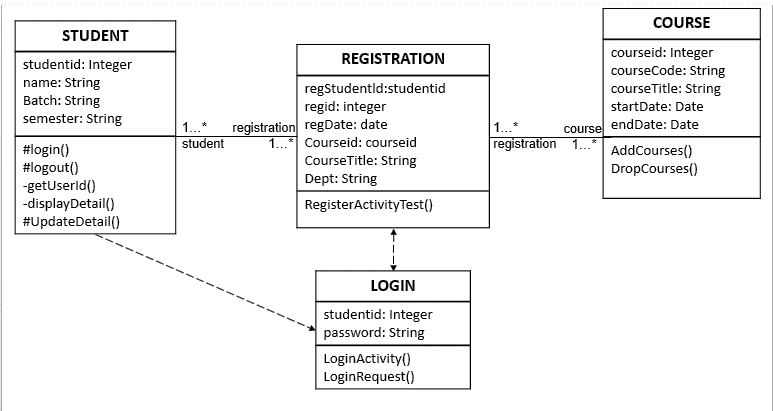 STUDENT
studentid: Integer
name: String
Batch: String
semester: String
#login()
#logout()
-getUserId()
-displayDetail()
#UpdateDetail()
1...*
student
registration
1...*
REGISTRATION
regStudentId:studentid
regid: integer
regDate: date
Courseid: courseid
CourseTitle: String
Dept: String
RegisterActivityTest()
1...*
registration
course
1...*
COURSE
courseid: Integer
courseCode: String
courseTitle: String
startDate: Date
endDate: Date
AddCourses()
DropCourses()
LOGIN
studentid: Integer
password: String
LoginActivity()
LoginRequest()